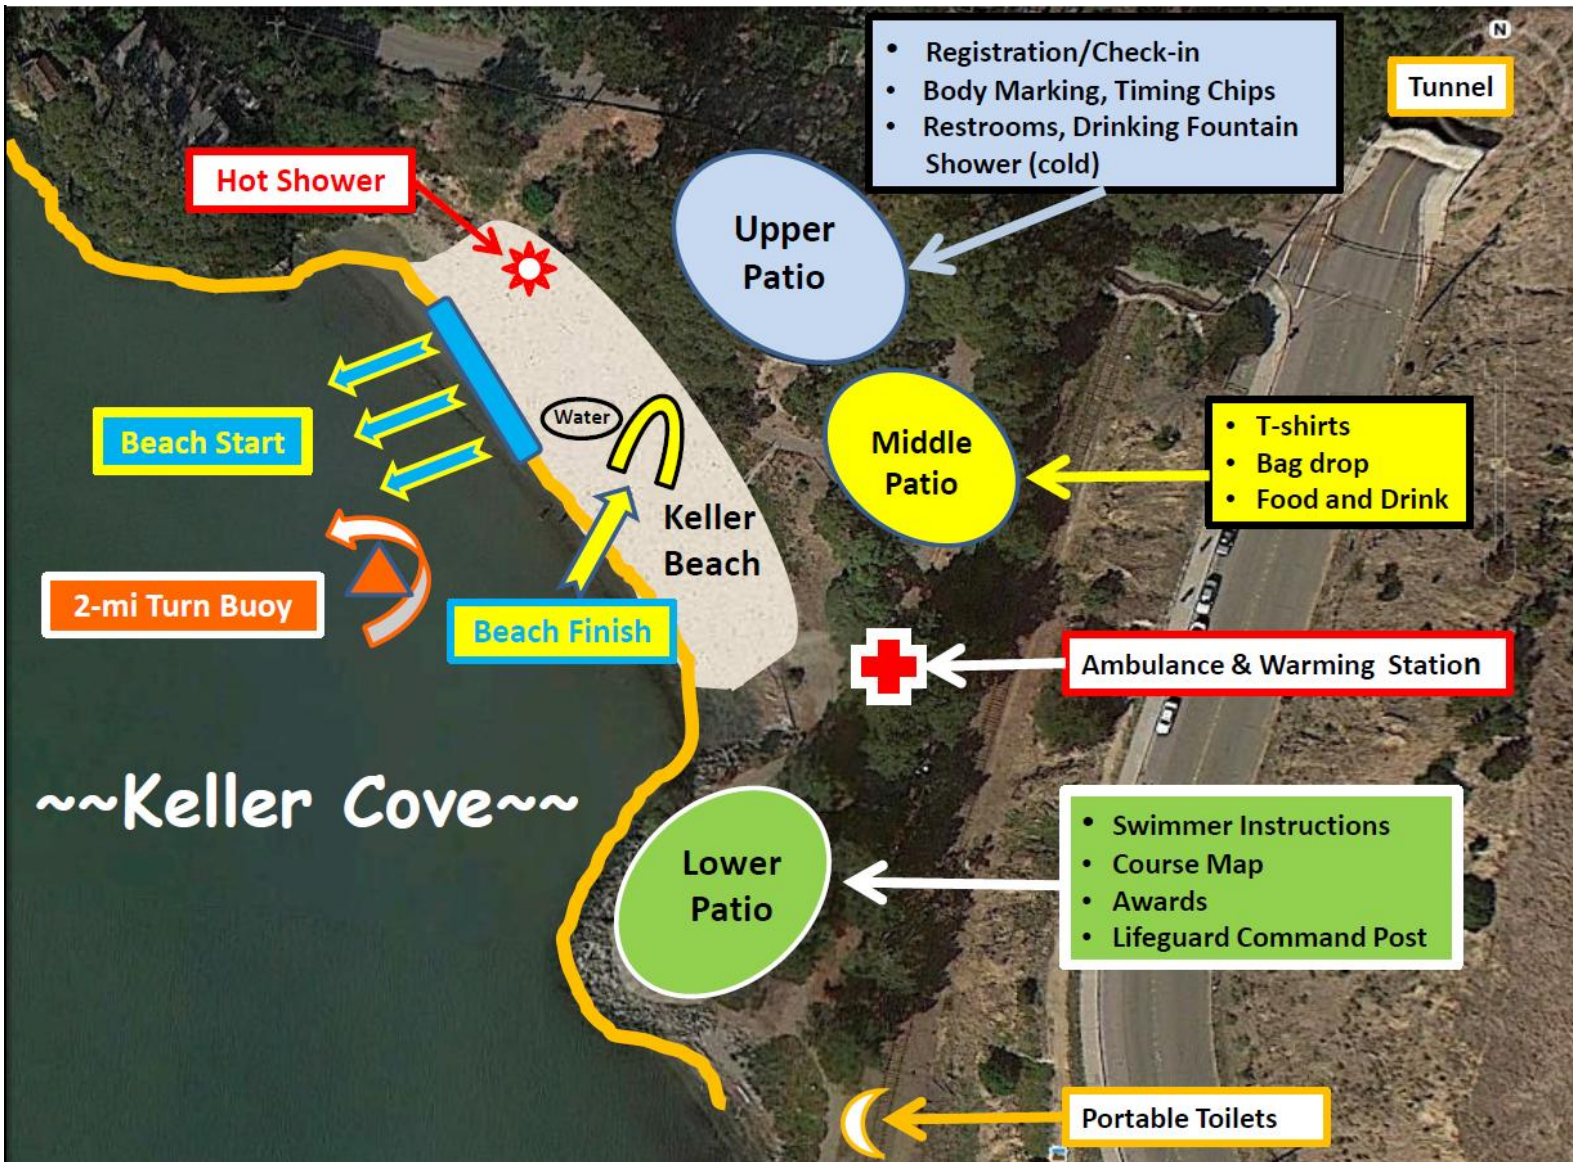 • Registration/Check-in
• Body Marking, Timing Chips
• Restrooms, Drinking Fountain
Shower (cold)
N
Tunnel
Hot Shower
Upper
Patio
Beach Start
Water
Middle
Patio
• T-shirts
• Bag drop
• Food and Drink
Keller
Beach
2-mi Turn Buoy
Beach Finish
Ambulance & Warming Station
~~Keller Cove~~
Lower
Patio
• Swimmer Instructions
• Course Map
• Awards
• Lifeguard Command Post
Portable Toilets